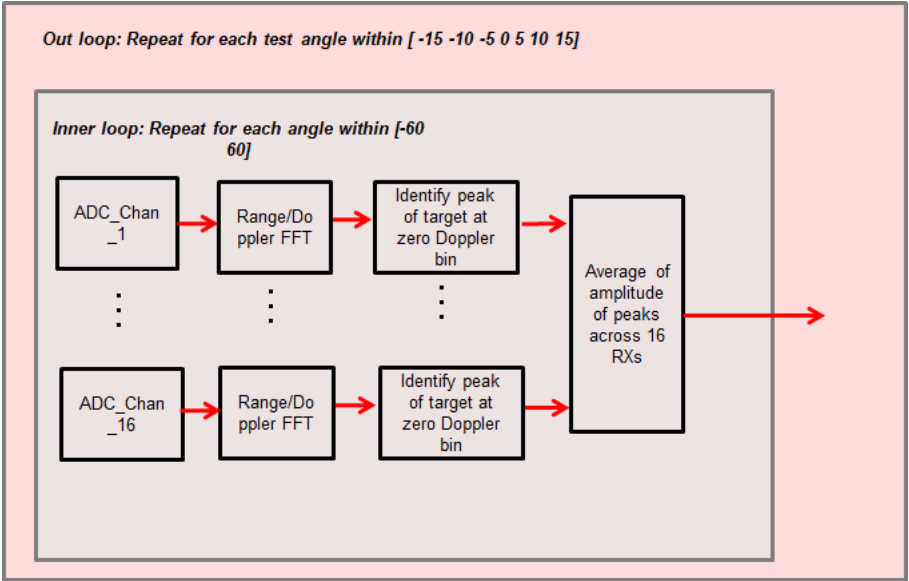 Out loop: Repeat for each test angle within [ -15 -10 -5 0 5 10 15]
Inner loop: Repeat for each angle within [-60
60]
ADC_Chan
_1
Range/Do
ppler FFT
Identify peak
of target at
zero Doppler
bin
Average of
amplitude
of peaks
across 16
RXs
ADC_Chan
_16
Range/Do
ppler FFT
Identify peak
of target at
zero Doppler
bin